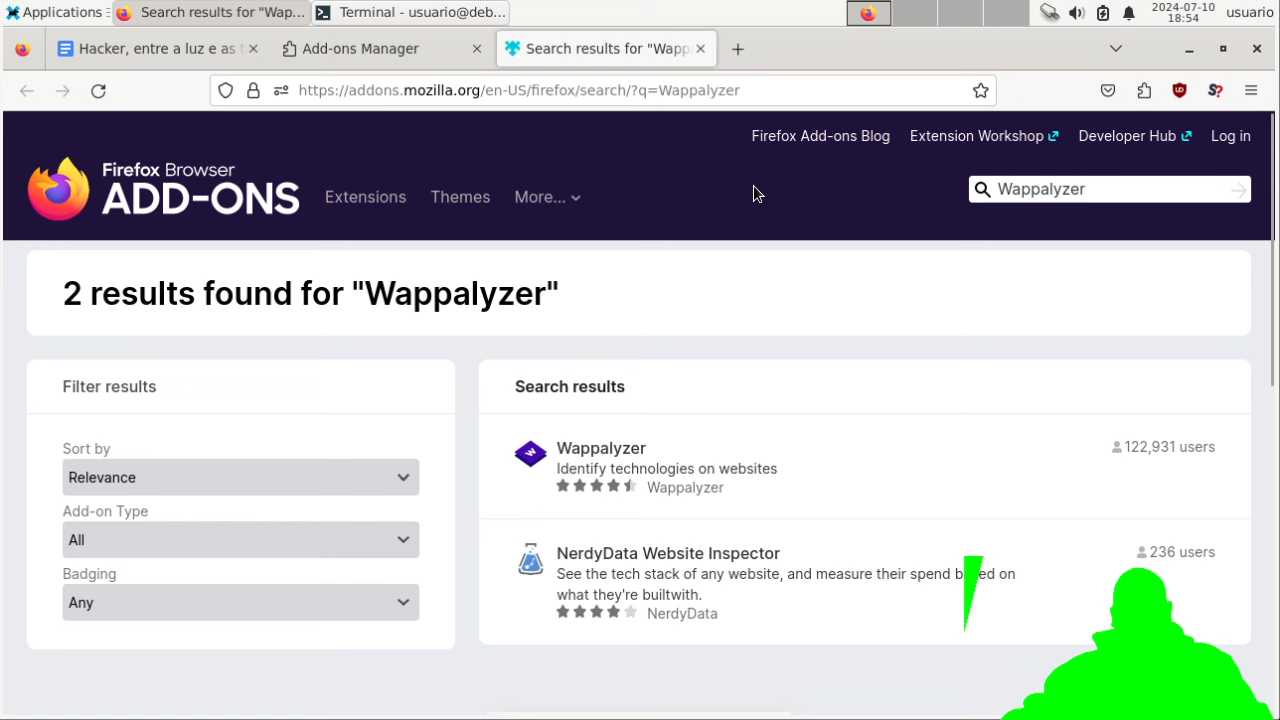 Applications
Search results for "Wap...
Terminal - usuario@deb...
2024-07-10
18:54
usuario
Hacker, entre a luz e as t
Add-ons Manager
Search results for "Wapp
https://addons.mozilla.org/en-US/firefox/search/?q=Wappalyzer
Firefox Add-ons Blog
Extension Workshop
Developer Hub
Log in
Firefox Browser
ADD-ONS
Extensions
Themes
More...
Wappalyzer
2 results found for "Wappalyzer"
Filter results
Sort by
Relevance
Add-on Type
All
Badging
Any
Search results
Wappalyzer
122,931 users
Identify technologies on websites
Wappalyzer
NerdyData Website Inspector
236 users
See the tech stack of any website, and measure their spend on
what they're builtwith.
NerdyData